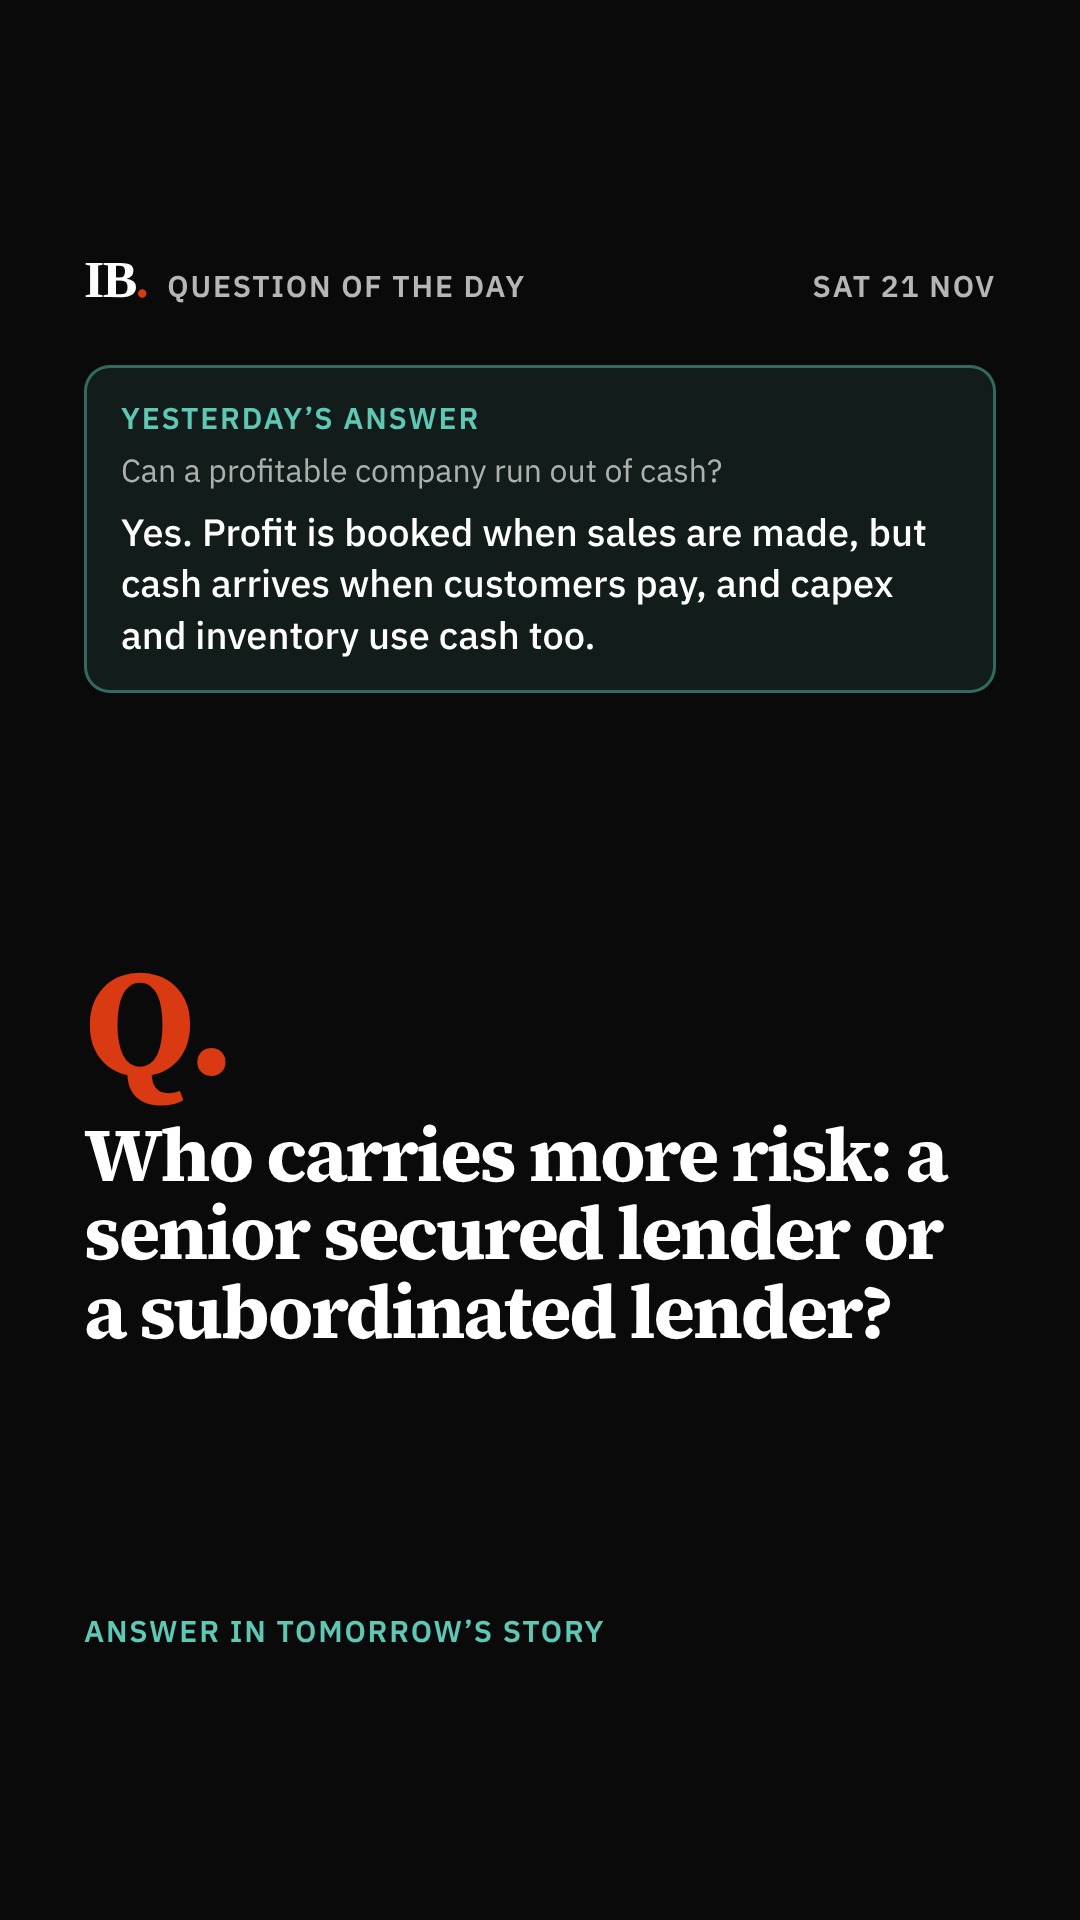 IB. QUESTION OF THE DAY SAT 21 NOV
YESTERDAY’S ANSWER
Can a profitable company run out of cash?
Yes. Profit is booked when sales are made, but
cash arrives when customers pay, and capex
and inventory use cash too.
Q.
Who carries more risk: a
senior secured lender or
a subordinated lender?
ANSWER IN TOMORROW’S STORY